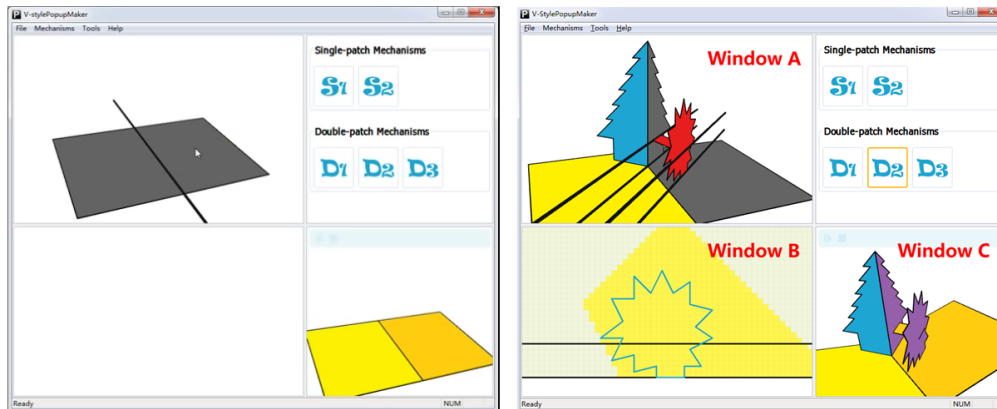 V-stylePopupMaker
File Mechanisms Tools Help
Single-patch Mechanisms
S1 S2
Double-patch Mechanisms
D1 D2 D3
Ready
NUM
V-StylePopupMaker
File Mechanisms Tools Help
Window A
Single-patch Mechanisms
S1 S2
Double-patch Mechanisms
D1 D2 D3
Window B
Window C
Ready
NUM